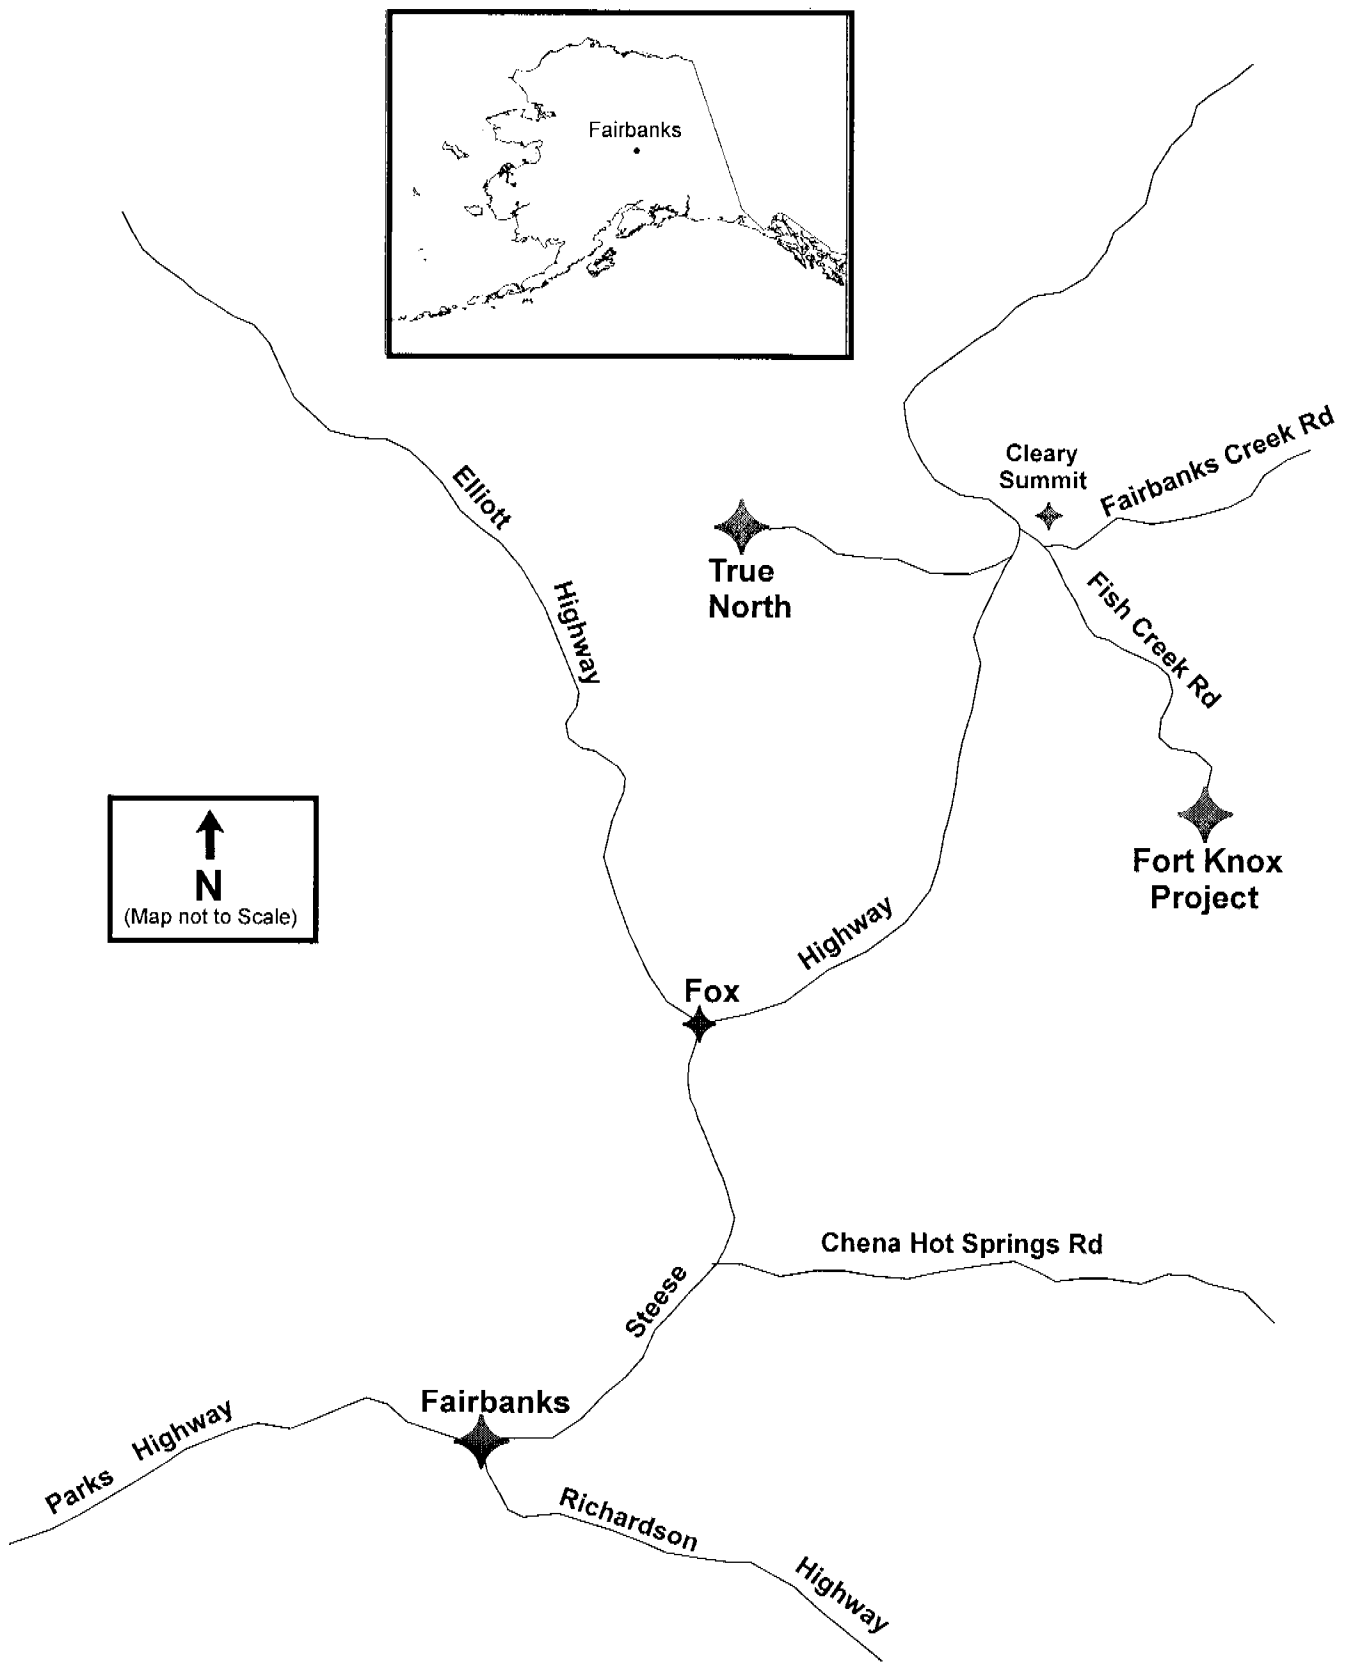 Fairbanks
Cleary
Summit
Fairbanks Creek Rd
Elliott
Highway
True
North
Fish Creek Rd
N
(Map not to Scale)
Fort Knox
Project
Highway
Fox
Chena Hot Springs Rd
Steese
Fairbanks
Parks Highway
Richardson
Highway